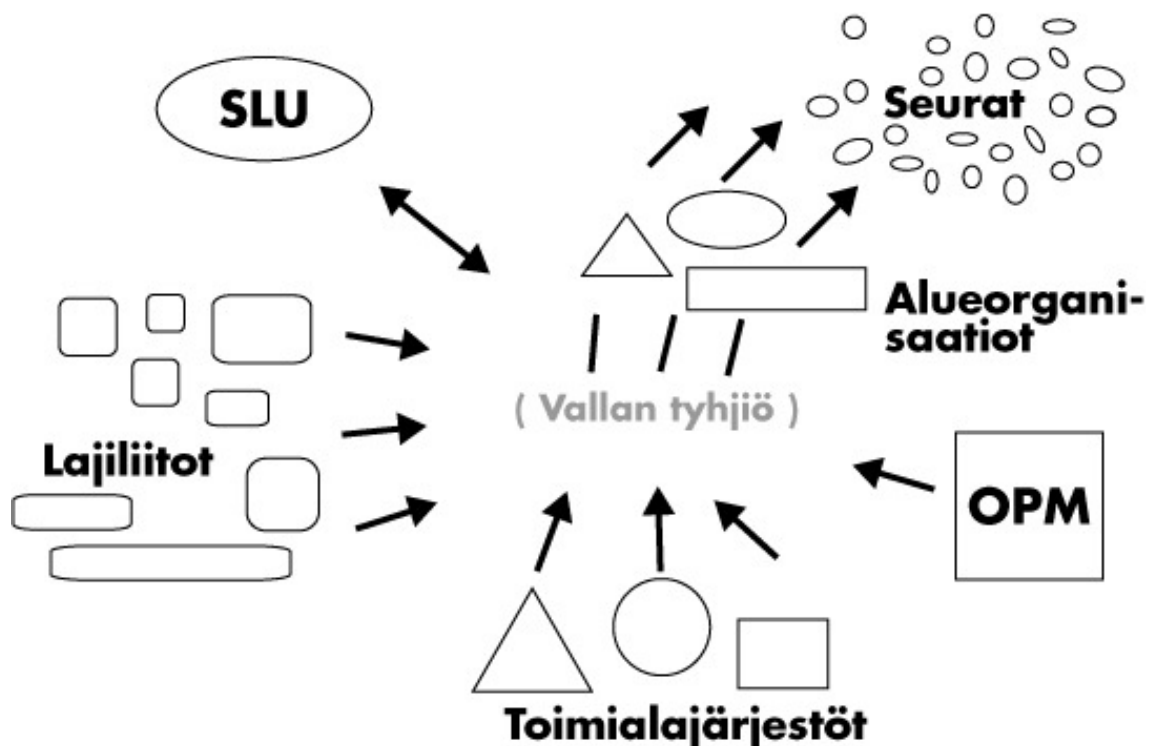 SLU
Seurat
Alueorgani-
saatiot
( Vallan tyhjiö )
Lajiliitot
OPM
Toimialajärjestöt